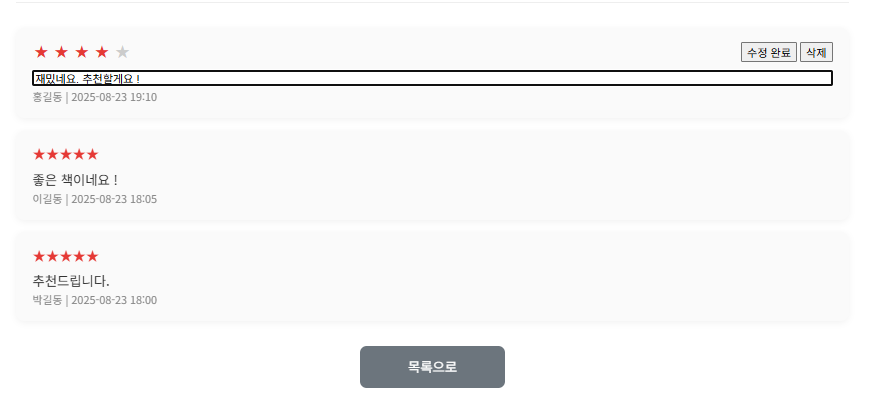 ★ ★ ★ ★ ★ 수정 완료 삭제
재밌네요. 추천할게요 !
홍길동 | 2025-08-23 19:10
★★★★★
좋은 책이네요 !
이길동 | 2025-08-23 18:05
★★★★★
추천드립니다.
박길동 | 2025-08-23 18:00
목록으로